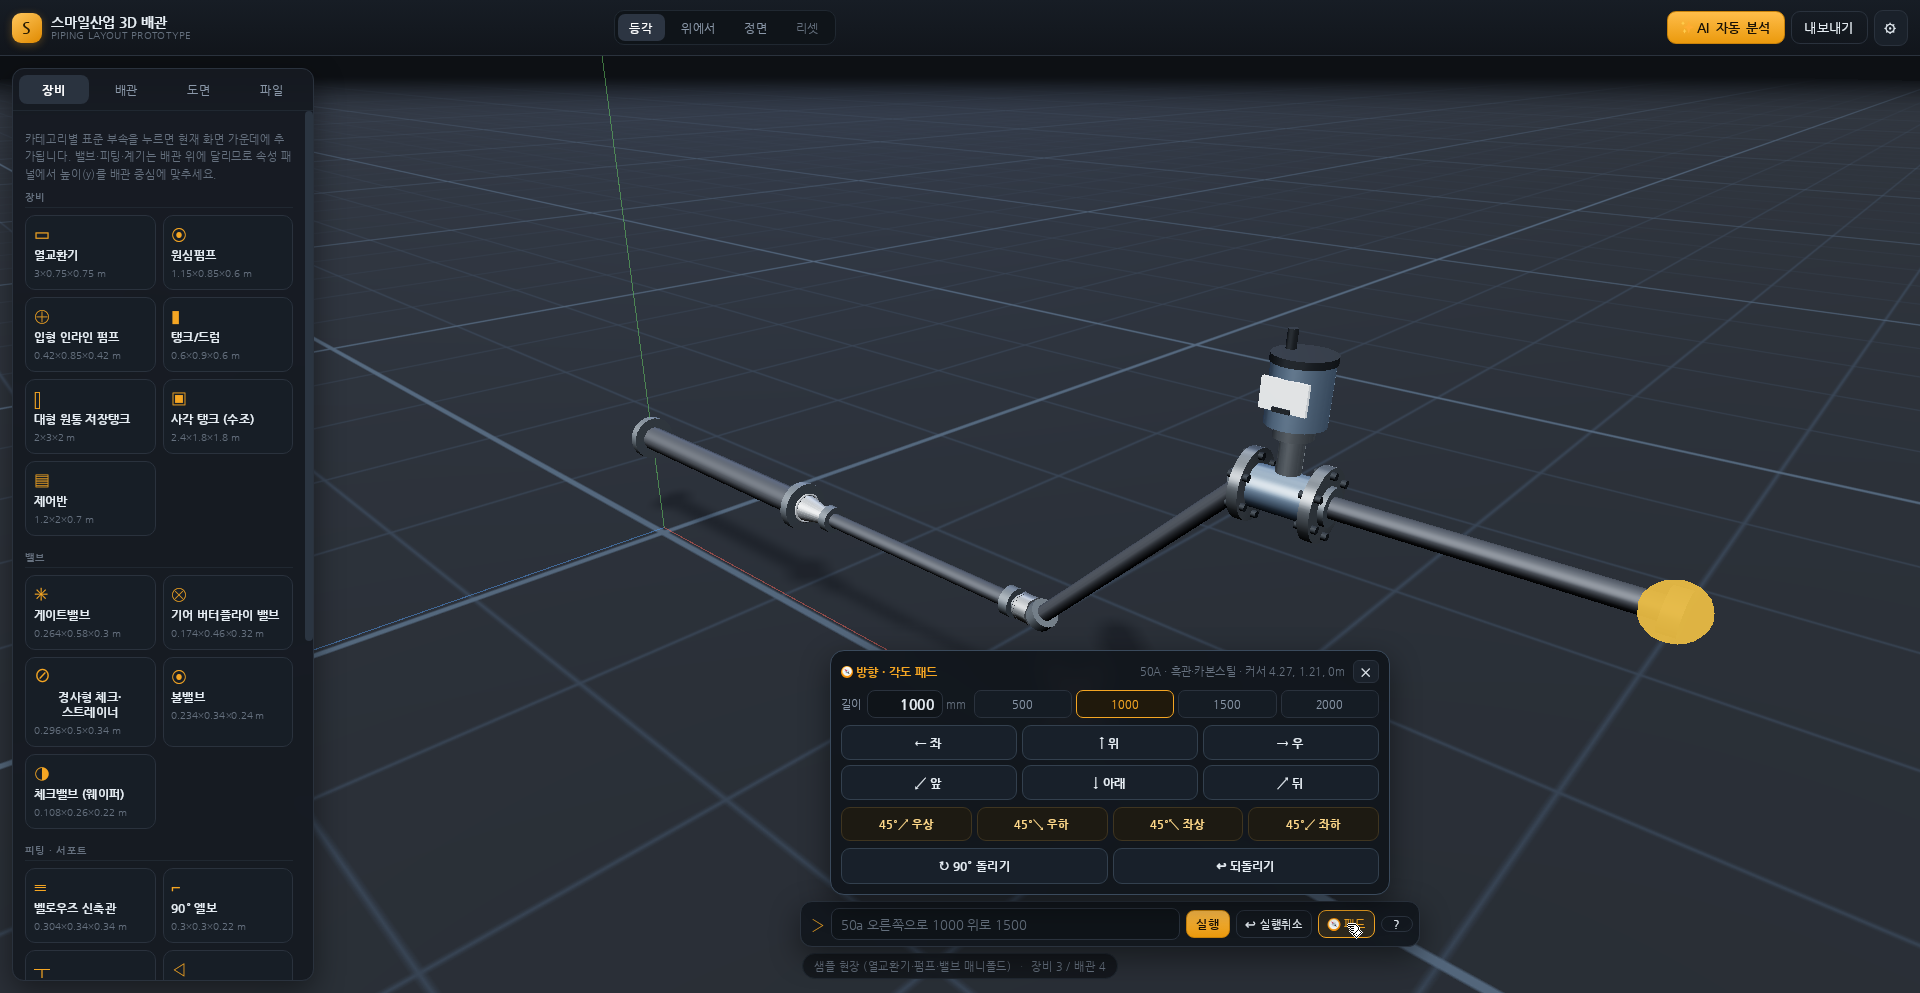 S
스마일산업 3D 배관
PIPING LAYOUT PROTOTYPE
등각 위에서 정면 리셋
AI 자동 분석
내보내기
장비 배관 도면 파일
카테고리별 표준 부속을 누르면 현재 화면 가운데에 추
가됩니다. 밸브·피팅·계기는 배관 위에 달리므로 속성 패
널에서 높이(y)를 배관 중심에 맞추세요.
장비
열교환기
3×0.75×0.75 m
원심펌프
1.15×0.85×0.6 m
입형 인라인 펌프
0.42×0.85×0.42 m
탱크/드럼
0.6×0.9×0.6 m
대형 원통 저장탱크
2×3×2 m
사각 탱크 (수조)
2.4×1.8×1.8 m
제어반
1.2×2×0.7 m
밸브
게이트밸브
0.264×0.58×0.3 m
기어 버터플라이 밸브
0.174×0.46×0.32 m
경사형 체크·
스트레이너
0.296×0.5×0.34 m
볼밸브
0.234×0.34×0.24 m
체크밸브 (웨이퍼)
0.108×0.26×0.22 m
피팅 · 서포트
벨로우즈 신축관
0.304×0.34×0.34 m
90° 엘보
0.3×0.3×0.22 m
방향 · 각도 패드
50A · 흑관·카본스틸 · 커서 4.27, 1.21, 0m
✕
길이 1000 mm 500 1000 1500 2000
← 좌 ↑ 위 → 우
↙ 앞 ↓ 아래 ↗ 뒤
45°↗ 우상 45°↘ 우하 45°↖ 좌상 45°↙ 좌하
↻ 90° 돌리기 ↩ 되돌리기
> 50a 오른쪽으로 1000 위로 1500 실행 ↩ 실행취소 패드 ?
샘플 현장 (열교환기·펌프·밸브 매니폴드) · 장비 3 / 배관 4